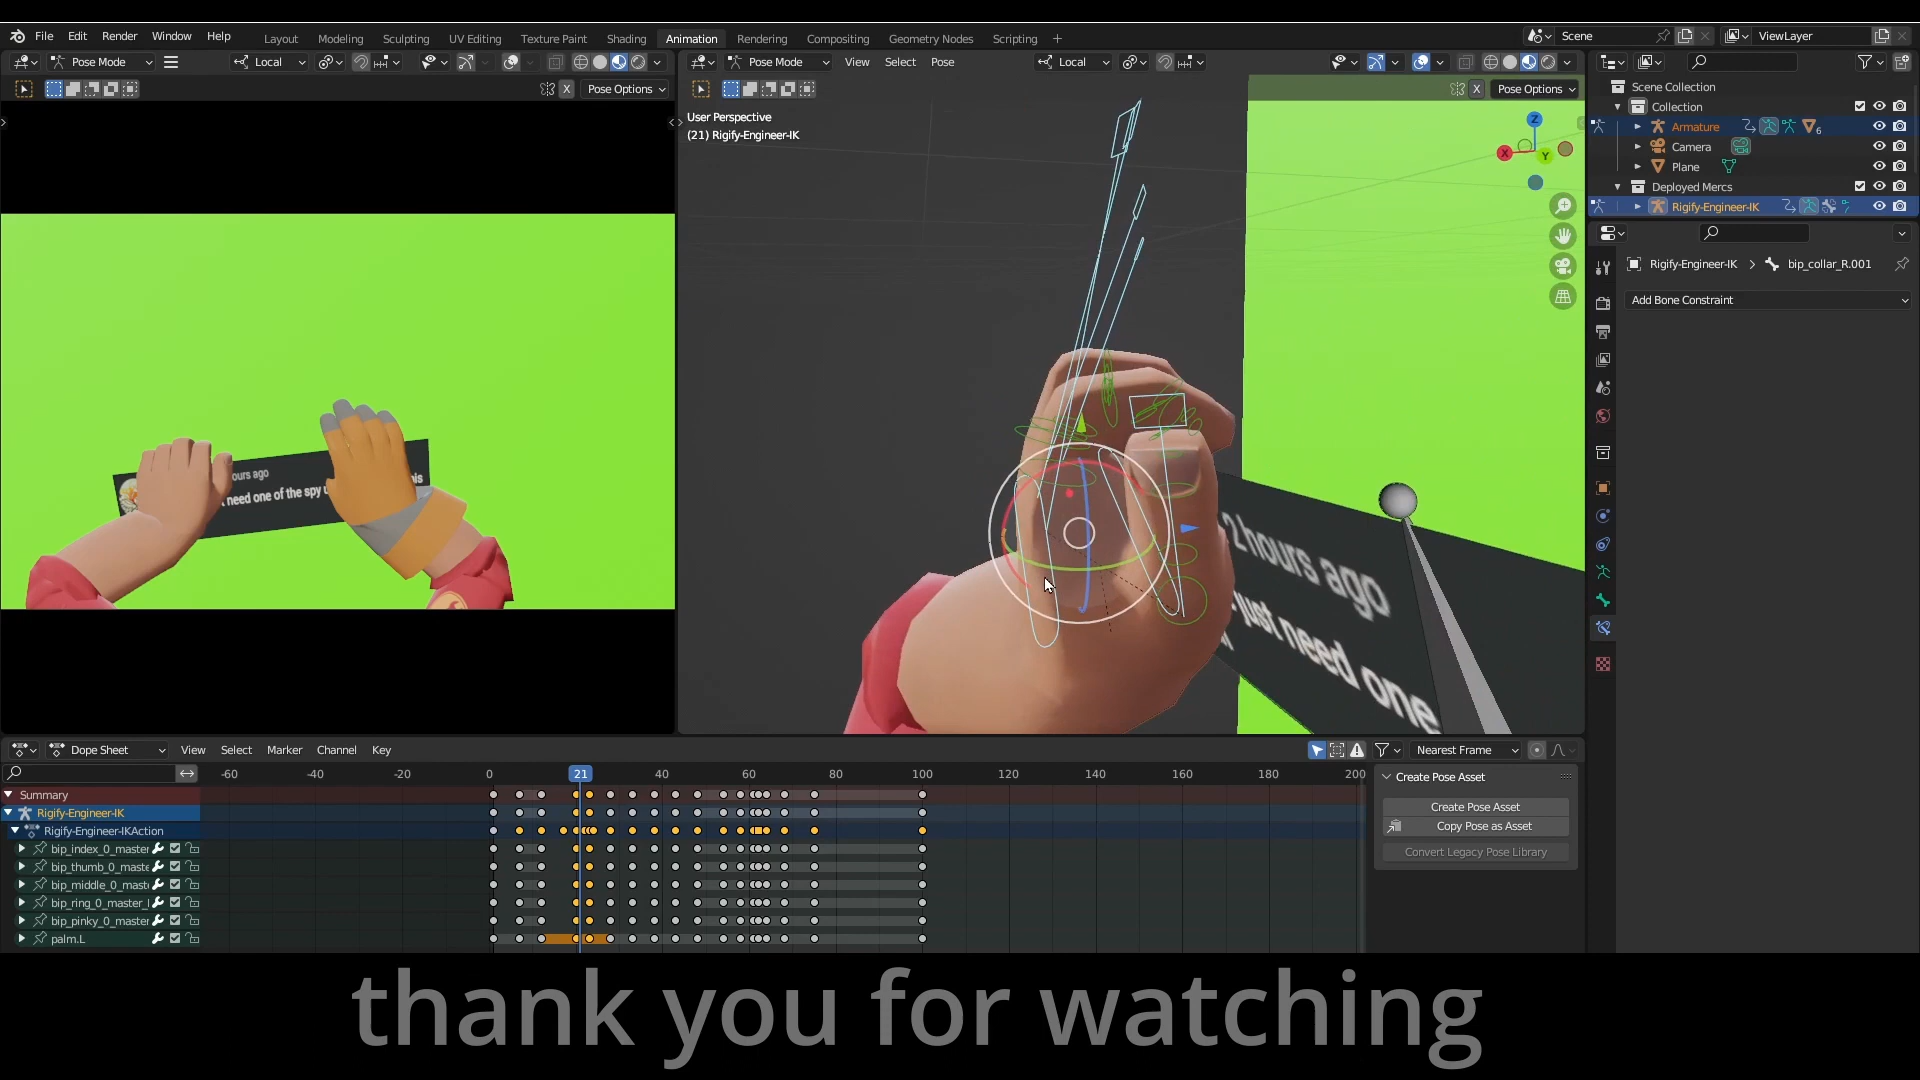 File Edit Render Window Help
Layout Modeling Sculpting UV Editing Texture Paint Shading Animation Rendering Compositing Geometry Nodes Scripting +
Scene
ViewLayer
Pose Mode
Local
Pose Mode View Select Pose
Local
X Pose Options
X Pose Options
User Perspective
(21) Rigify-Engineer-IK
Z
X
Y
Scene Collection
Collection
Armature
6
Camera
Plane
Deployed Mercs
Rigify-Engineer-IK
Rigify-Engineer-IK > bip_collar_R.001
Add Bone Constraint
ours ago
need one of the spy
2 hours ago
just need one
Dope Sheet View Select Marker Channel Key
Nearest Frame
-60 -40 -20 0 21 40 60 80 100 120 140 160 180 200
Summary
Rigify-Engineer-IK
Rigify-Engineer-IKAction
bip_index_0_master
bip_thumb_0_maste
bip_middle_0_mast
bip_ring_0_master_
bip_pinky_0_master
palm.L
Create Pose Asset
Create Pose Asset
Copy Pose as Asset
Convert Legacy Pose Library
thank you for watching